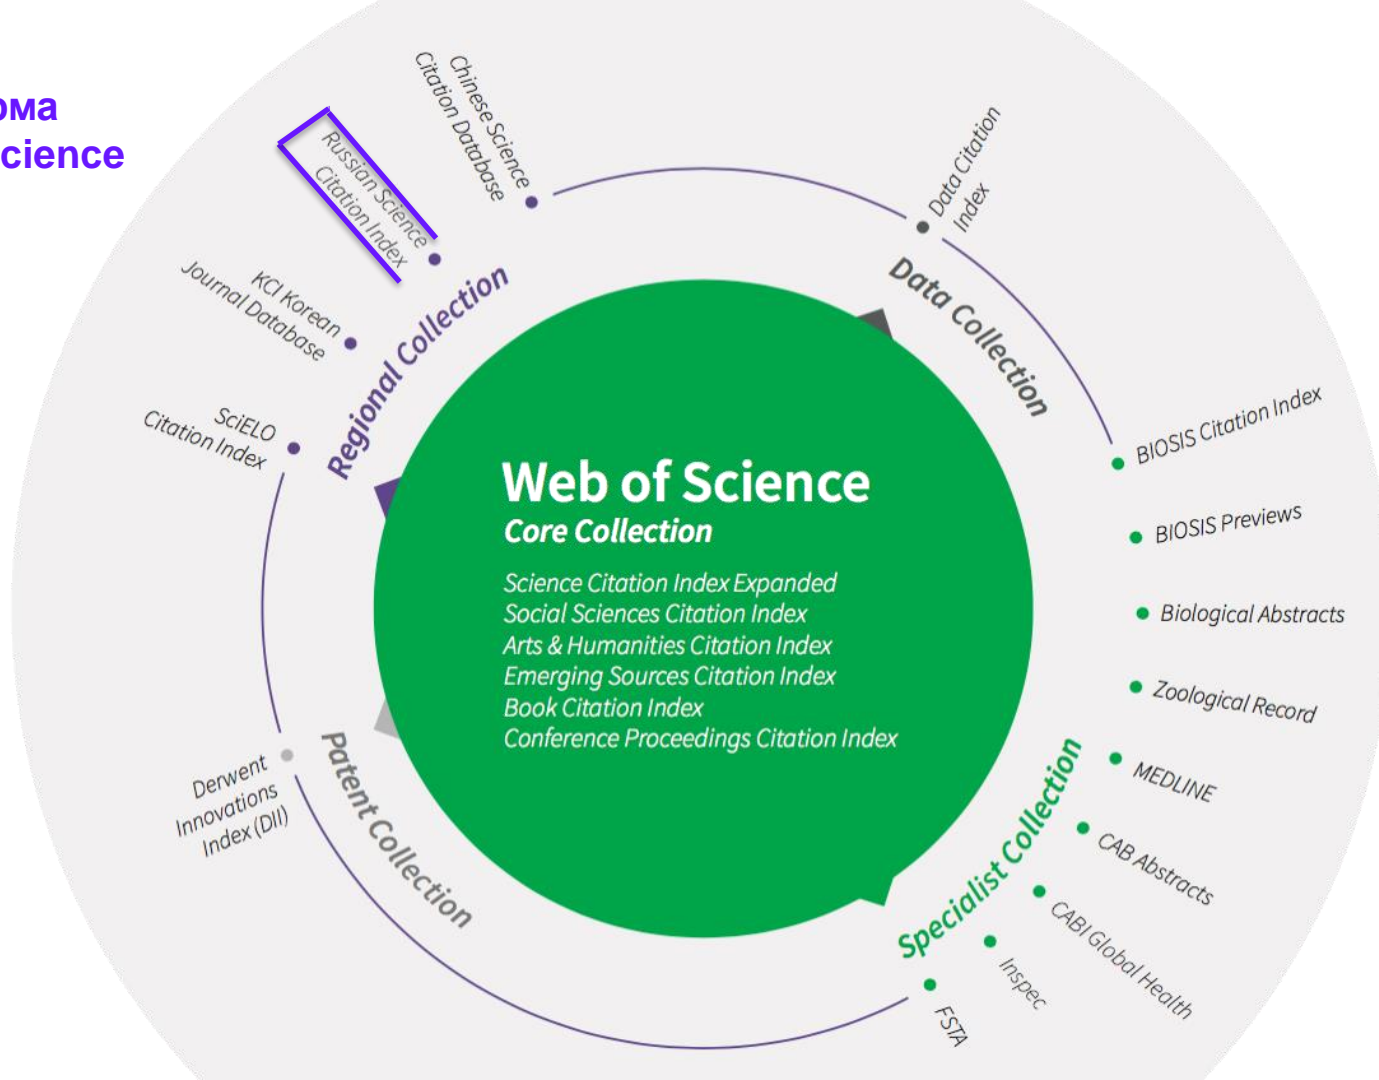 рма
cience
Chinese Science
Citation Database
Russian Science
Citation Index
KCI Korean
Journal Database
SciELO
Citation Index
Regional Collection
Data Citation
Index
Data Collection
Web of Science
Core Collection
Science Citation Index Expanded
Social Sciences Citation Index
Arts & Humanities Citation Index
Emerging Sources Citation Index
Book Citation Index
Conference Proceedings Citation Index
BIOSIS Citation Index
BIOSIS Previews
Biological Abstracts
Zoological Record
MEDLINE
CAB Abstracts
CABI Global Health
Inspec
FSTA
Specialist Collection
Derwent
Innovations
Index (DII)
Patent Collection